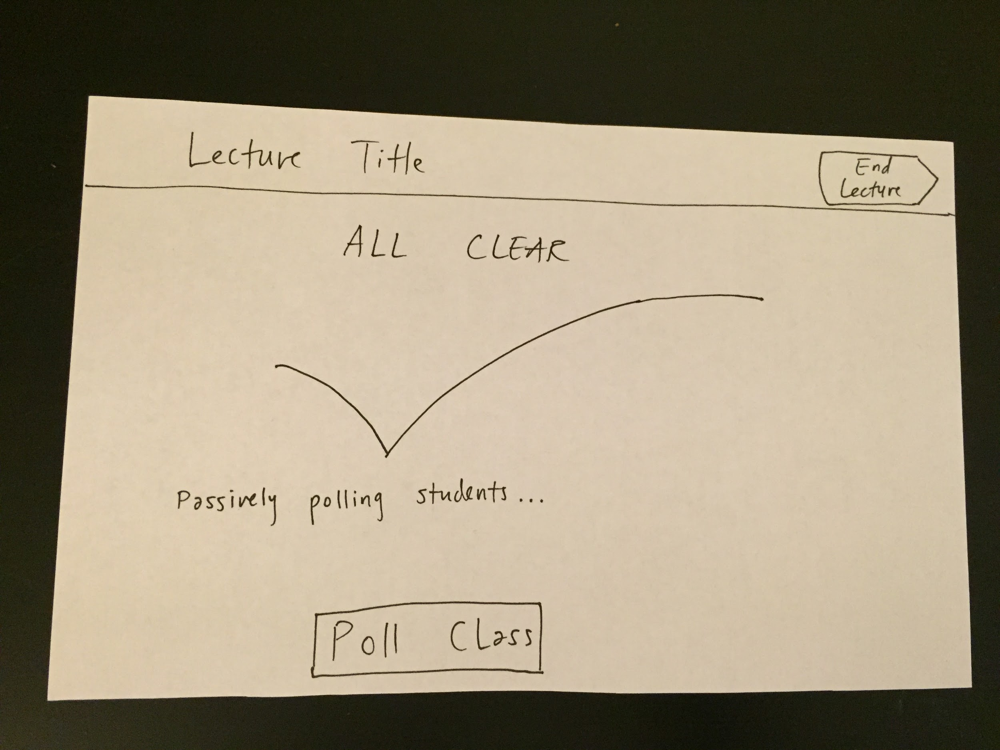 Lecture Title
End
Lecture
ALL CLEAR
Passively polling students...
Poll Class